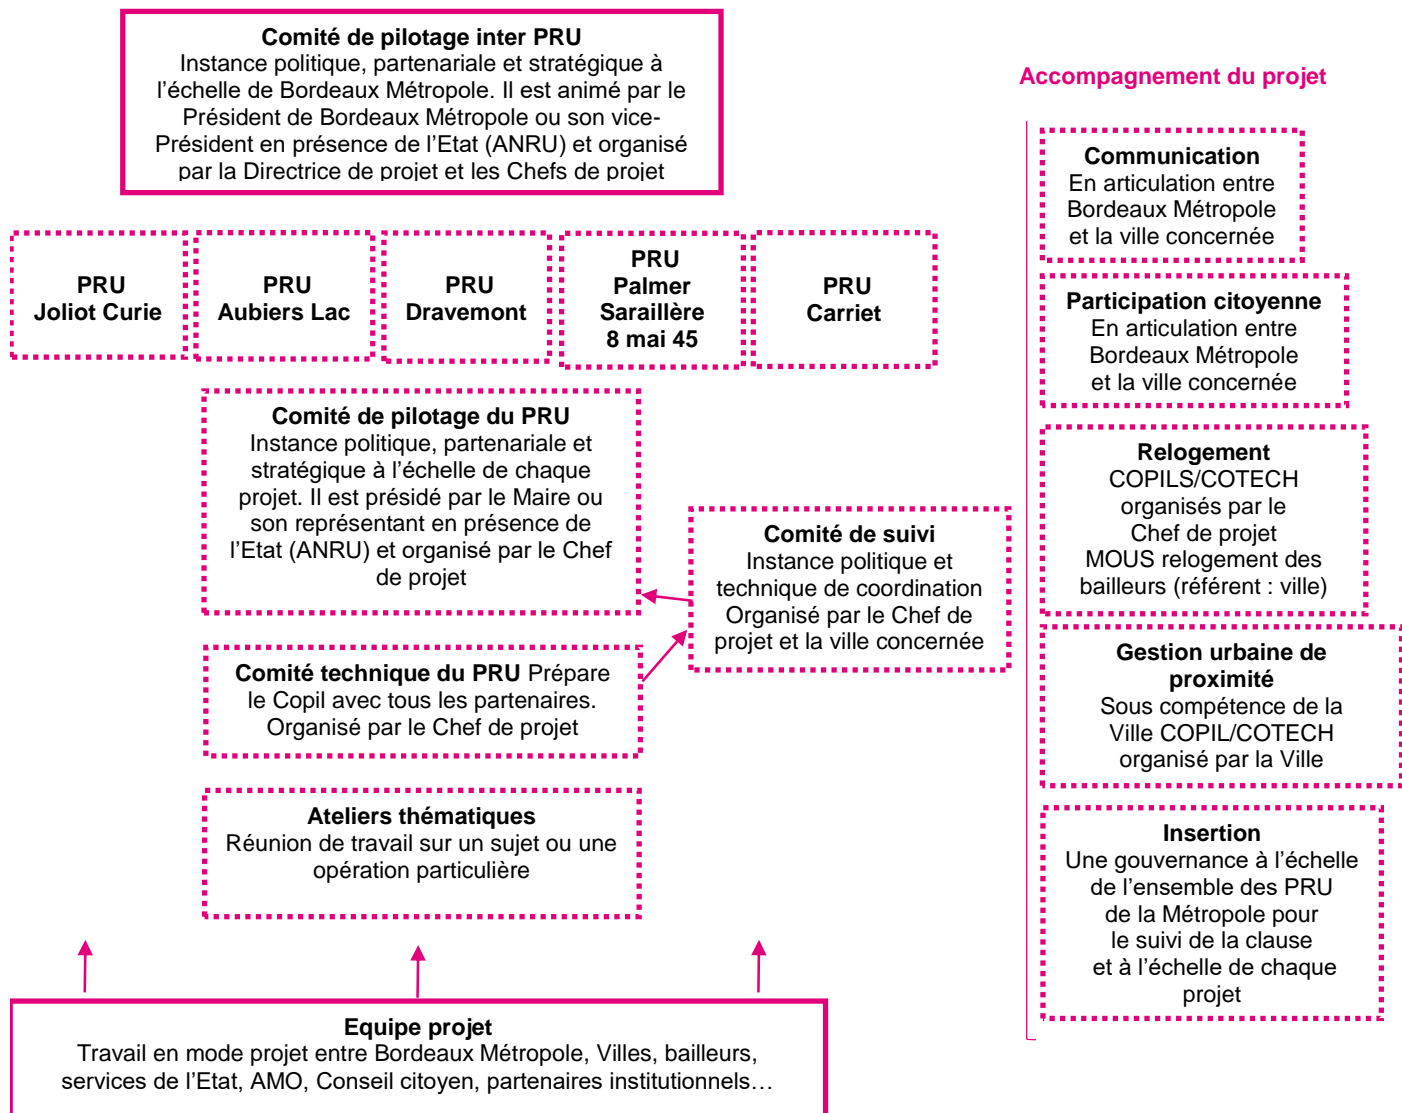 Comité de pilotage inter PRU
Instance politique, partenariale et stratégique à
l’échelle de Bordeaux Métropole. Il est animé par le
Président de Bordeaux Métropole ou son vice-
Président en présence de l’Etat (ANRU) et organisé
par la Directrice de projet et les Chefs de projet
PRU
Joliot Curie
PRU
Aubiers Lac
PRU
Dravemont
PRU
Palmer
Saraillère
8 mai 45
PRU
Carriet
Comité de pilotage du PRU
Instance politique, partenariale et
stratégique à l’échelle de chaque
projet. Il est présidé par le Maire ou
son représentant en présence de
l’Etat (ANRU) et organisé par le Chef
de projet
Comité de suivi
Instance politique et
technique de coordination
Organisé par le Chef de
projet et la ville concernée
Comité technique du PRU Prépare
le Copil avec tous les partenaires.
Organisé par le Chef de projet
Ateliers thématiques
Réunion de travail sur un sujet ou une
opération particulière
Equipe projet
Travail en mode projet entre Bordeaux Métropole, Villes, bailleurs,
services de l’Etat, AMO, Conseil citoyen, partenaires institutionnels…
Accompagnement du projet
Communication
En articulation entre
Bordeaux Métropole
et la ville concernée
Participation citoyenne
En articulation entre
Bordeaux Métropole
et la ville concernée
Relogement
COPILS/COTECH
organisés par le
Chef de projet
MOUS relogement des
bailleurs (référent : ville)
Gestion urbaine de
proximité
Sous compétence de la
Ville COPIL/COTECH
organisé par la Ville
Insertion
Une gouvernance à l’échelle
de l’ensemble des PRU
de la Métropole pour
le suivi de la clause
et à l’échelle de chaque
projet